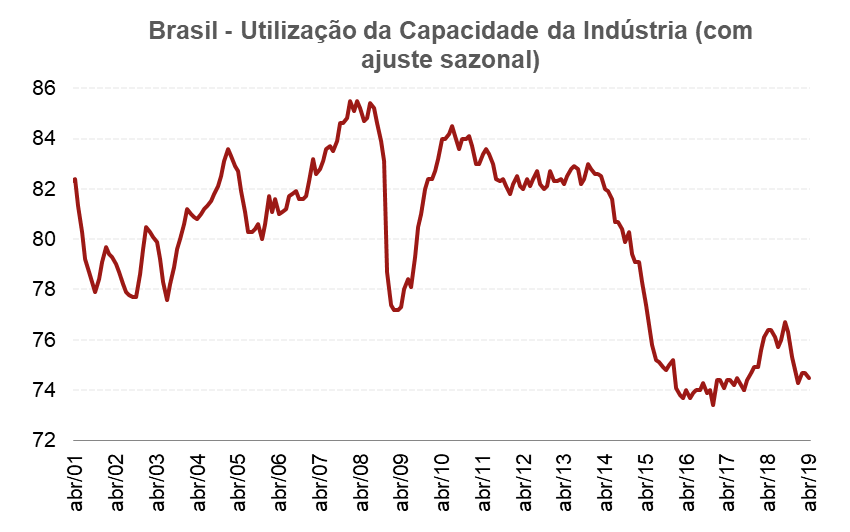 Brasil - Utilização da Capacidade da Indústria (com
ajuste sazonal)
86
84
82
80
78
76
74
72
abr/01
abr/02
abr/03
abr/04
abr/05
abr/06
abr/07
abr/08
abr/09
abr/10
abr/11
abr/12
abr/13
abr/14
abr/15
abr/16
abr/17
abr/18
abr/19